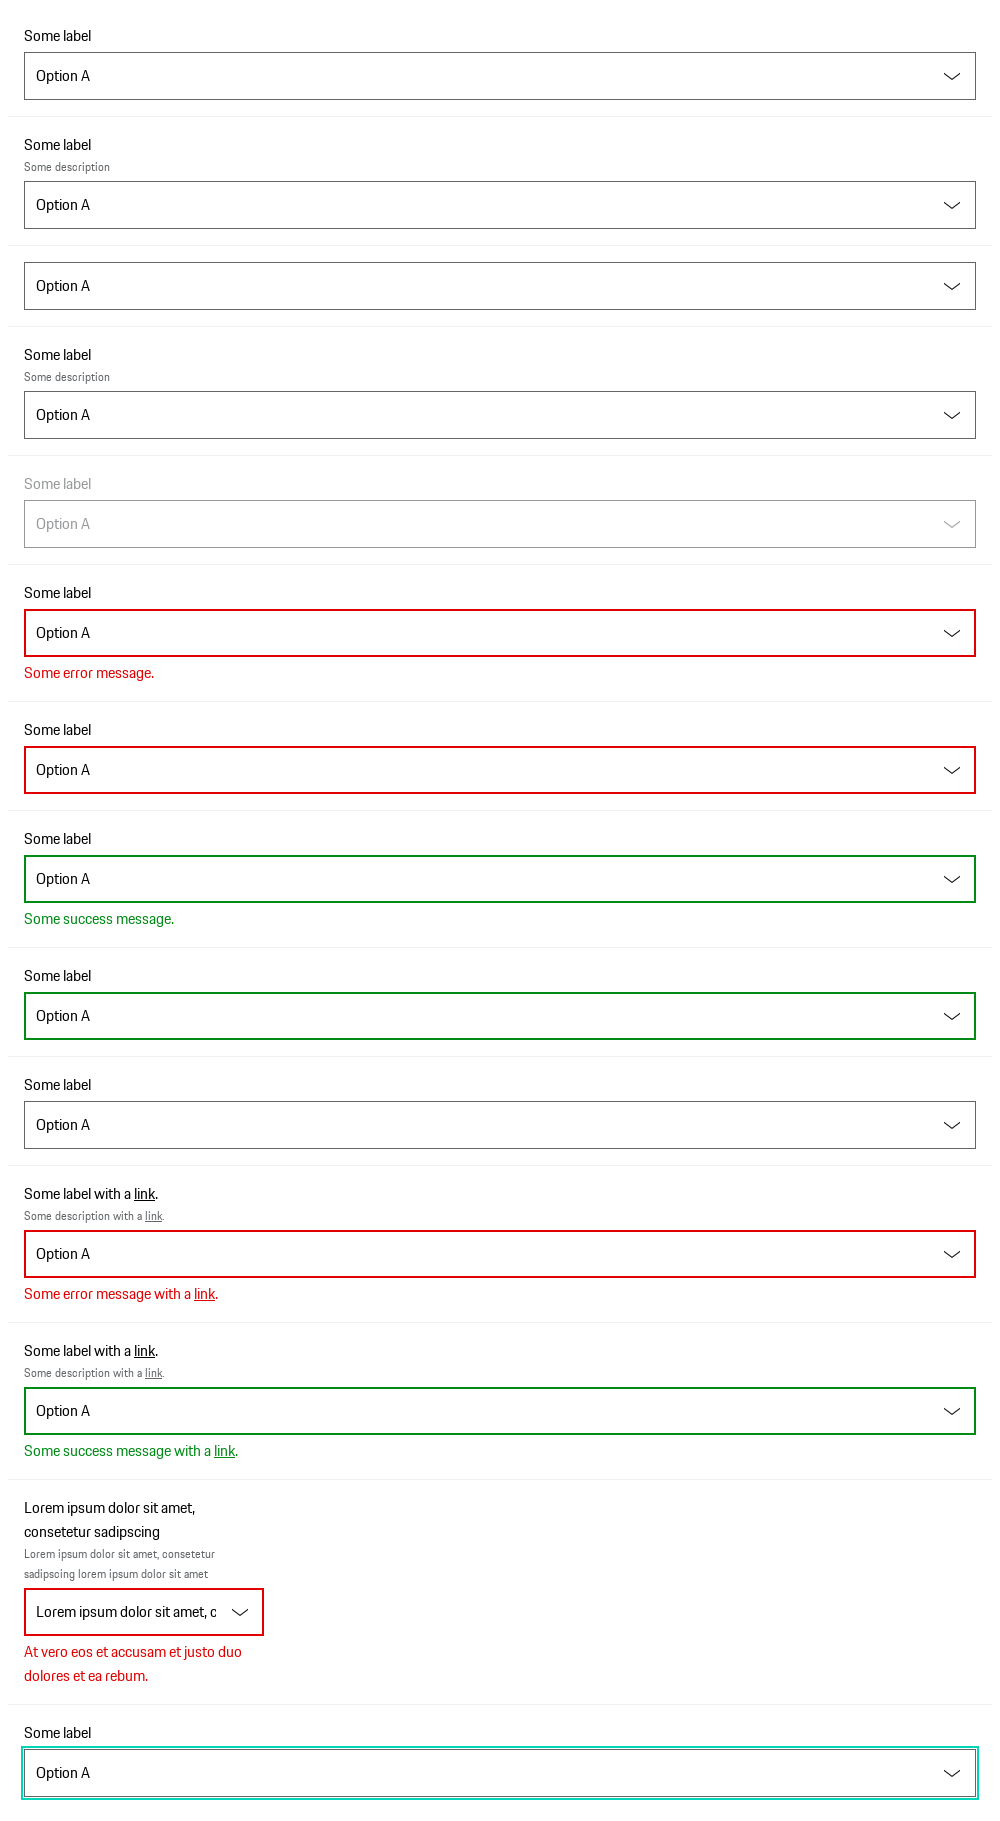 Some label
Option A
Some label
Some description
Option A
Option A
Some label
Some description
Option A
Some label
Option A
Some label
Option A
Some error message.
Some label
Option A
Some label
Option A
Some success message.
Some label
Option A
Some label
Option A
Some label with a link.
Some description with a link.
Option A
Some error message with a link.
Some label with a link.
Some description with a link.
Option A
Some success message with a link.
Lorem ipsum dolor sit amet,
consetetur sadipscing
Lorem ipsum dolor sit amet, consetetur
sadipscing lorem ipsum dolor sit amet
Lorem ipsum dolor sit amet, c
At vero eos et accusam et justo duo
dolores et ea rebum.
Some label
Option A